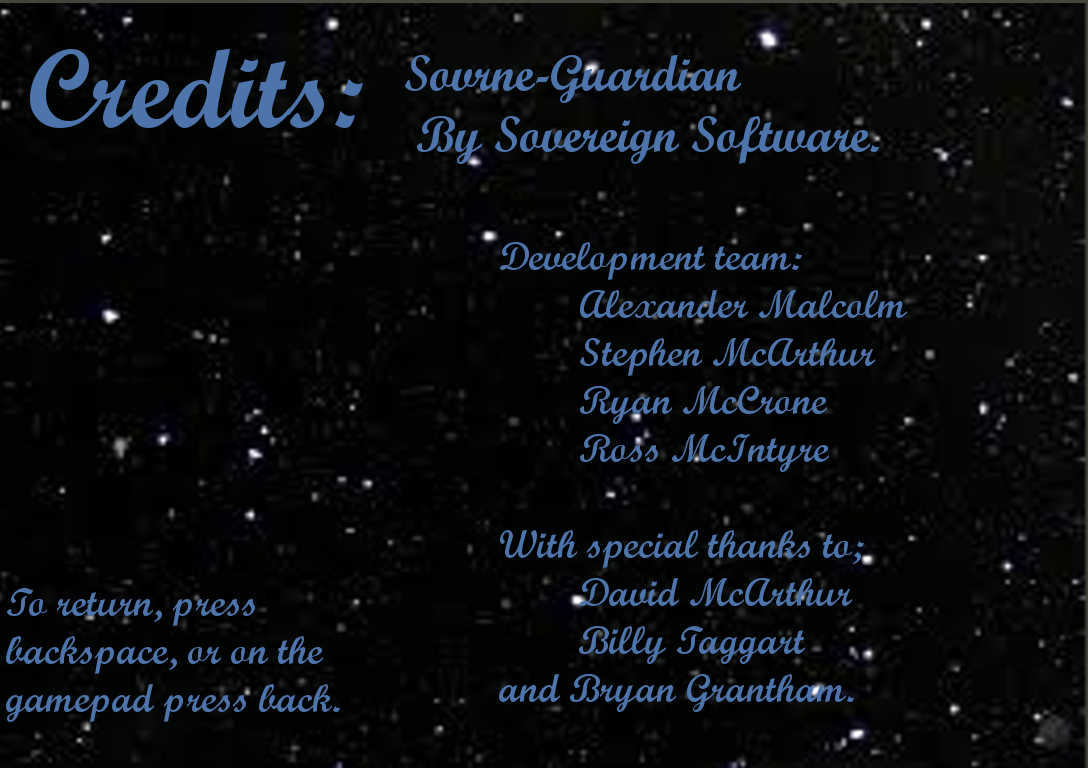 Credits:
Sovrne-Guardian
By Sovereign Software.
Development team:
Alexander Malcolm
Stephen McArthur
Ryan McCrone
Ross McIntyre
With special thanks to;
David McArthur
Billy Taggart
and Bryan Grantham.
To return, press
backspace, or on the
gamepad press back.